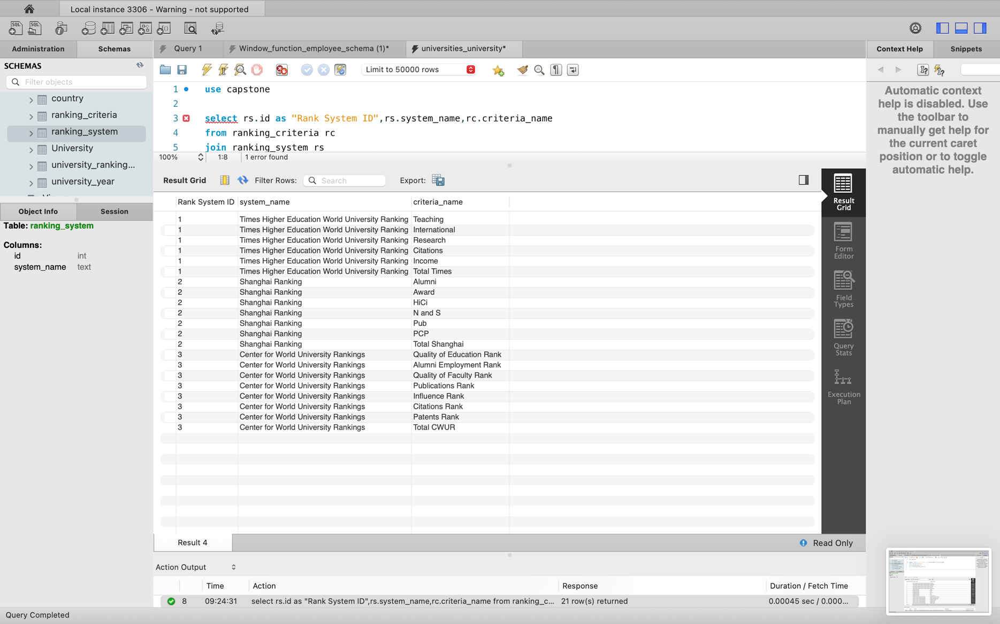 Local instance 3306 - Warning - not supported
Administration
Schemas
Query 1
Window_function_employee_schema (1)*
universities_university*
Context Help
Snippets
SCHEMAS
Filter objects
country
ranking_criteria
ranking_system
University
university_ranking...
university_year
Object Info
Session
Table: ranking_system
Columns:
id int
system_name text
Limit to 50000 rows
1 use capstone
2
3 select rs.id as "Rank System ID",rs.system_name,rc.criteria_name
4 from ranking_criteria rc
5 join ranking_system rs
100% 1:8 1 error found
Automatic context
help is disabled. Use
the toolbar to
manually get help for
the current caret
position or to toggle
automatic help.
Result Grid Filter Rows: Search Export:
Rank System ID system_name criteria_name
1 Times Higher Education World University Ranking Teaching
1 Times Higher Education World University Ranking International
1 Times Higher Education World University Ranking Research
1 Times Higher Education World University Ranking Citations
1 Times Higher Education World University Ranking Income
1 Times Higher Education World University Ranking Total Times
2 Shanghai Ranking Alumni
2 Shanghai Ranking Award
2 Shanghai Ranking HiCi
2 Shanghai Ranking N and S
2 Shanghai Ranking Pub
2 Shanghai Ranking PCP
2 Shanghai Ranking Total Shanghai
3 Center for World University Rankings Quality of Education Rank
3 Center for World University Rankings Alumni Employment Rank
3 Center for World University Rankings Quality of Faculty Rank
3 Center for World University Rankings Publications Rank
3 Center for World University Rankings Influence Rank
3 Center for World University Rankings Citations Rank
3 Center for World University Rankings Patents Rank
3 Center for World University Rankings Total CWUR
Result
Grid
Form
Editor
Field
Types
Query
Stats
Execution
Plan
Result 4
Read Only
Action Output
Time Action Response Duration / Fetch Time
8 09:24:31 select rs.id as "Rank System ID",rs.system_name,rc.criteria_name from ranking_c... 21 row(s) returned 0.00045 sec / 0.000...
Query Completed